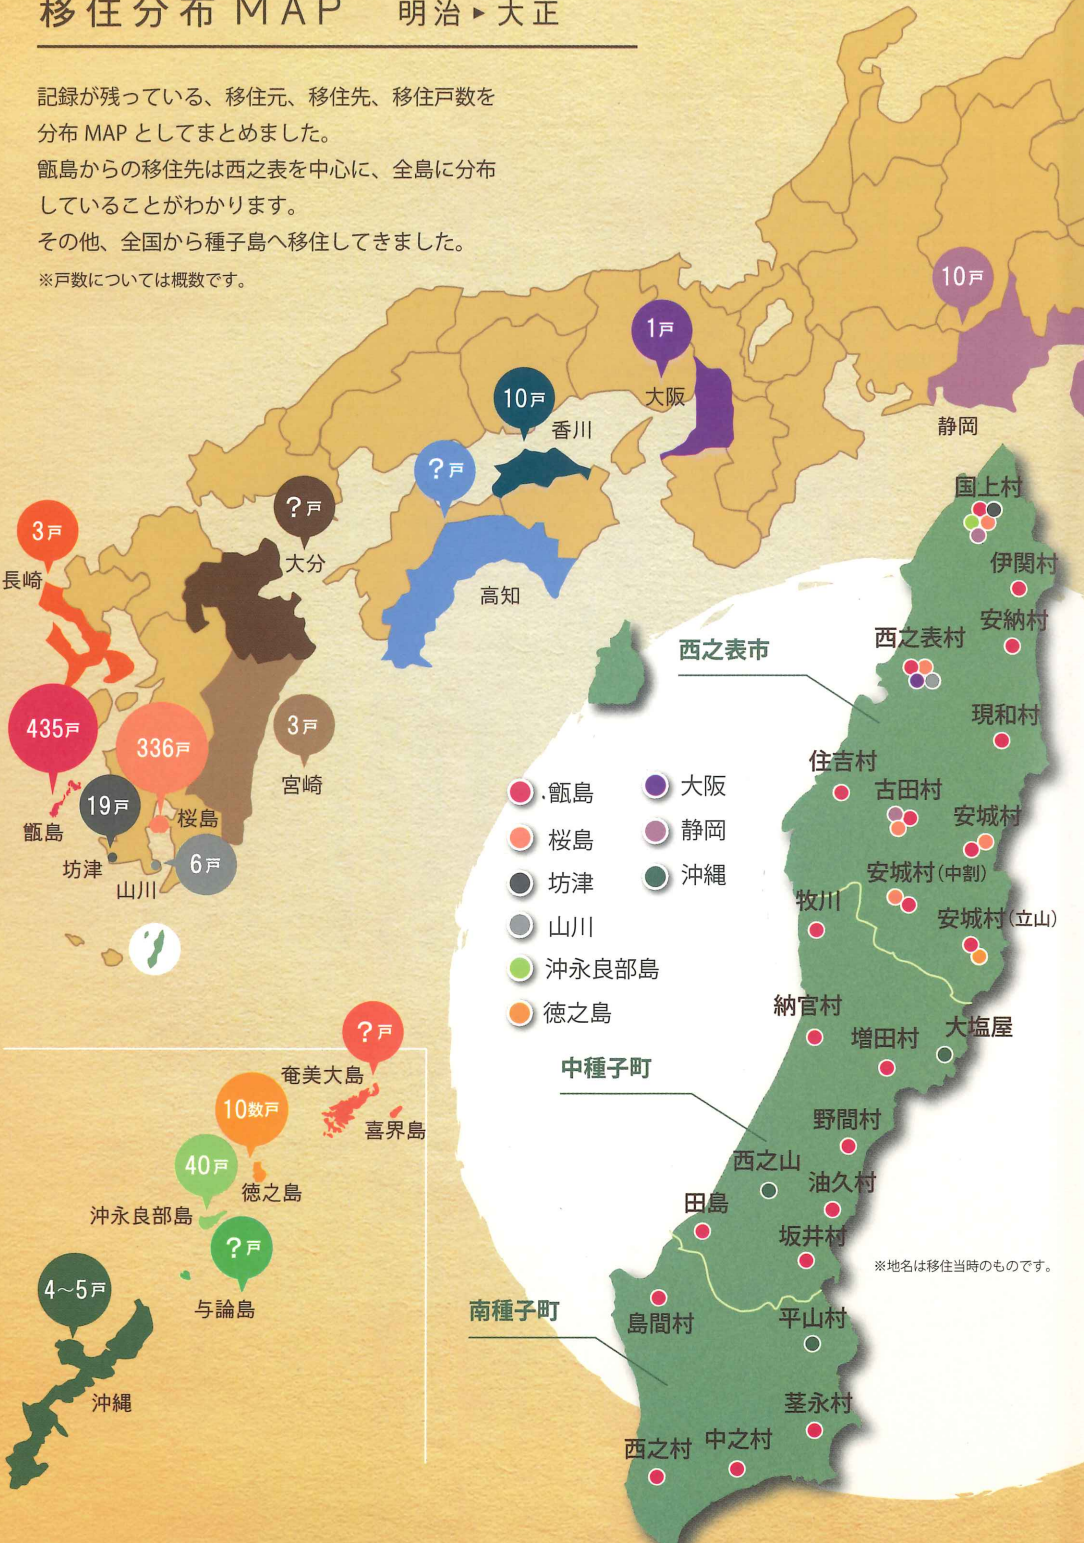 移住分布MAP 明治▸大正
記録が残っている、移住元、移住先、移住戸数を
分布 MAP としてまとめました。
甑島からの移住先は西之表を中心に、全島に分布
していることがわかります。
その他、全国から種子島へ移住してきました。
※戸数については概数です。
10戸
静岡
1戸
大阪
10戸
香川
?戸
高知
?戸
大分
3戸
長崎
435戸
甑島
336戸
桜島
3戸
宮崎
19戸
坊津
6戸
山川
?戸
奄美大島
喜界島
10数戸
徳之島
40戸
沖永良部島
?戸
与論島
4〜5戸
沖縄
.甑島
桜島
坊津
山川
沖永良部島
徳之島
大阪
静岡
沖縄
西之表市
国上村
伊関村
安納村
西之表村
現和村
住吉村
古田村
安城村
安城村(中割)
安城村(立山)
中種子町
牧川
納官村
増田村
大塩屋
野間村
西之山
油久村
田島
坂井村
※地名は移住当時のものです。
南種子町
島間村
平山村
茎永村
中之村
西之村